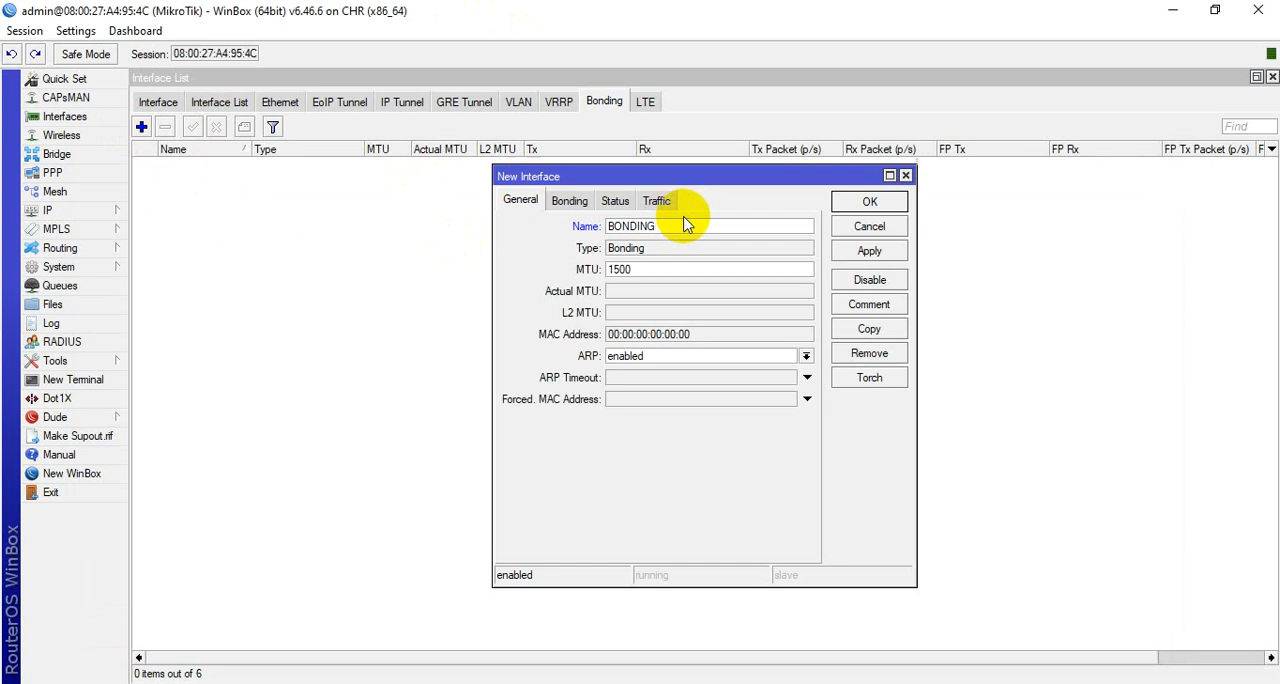 admin@08:00:27:A4:95:4C (MikroTik) - WinBox (64bit) v6.46.6 on CHR (x86_64)
Session Settings Dashboard
Safe Mode Session: 08:00:27:A4:95:4C
Quick Set
CAPsMAN
Interfaces
Wireless
Bridge
PPP
Mesh
IP
MPLS
Routing
System
Queues
Files
Log
RADIUS
Tools
New Terminal
Dot1X
Dude
Make Supout.rif
Manual
New WinBox
Exit
RouterOS WinBox
Interface List
Interface Interface List Ethernet EoIP Tunnel IP Tunnel GRE Tunnel VLAN VRRP Bonding LTE
Find
Name / Type MTU Actual MTU L2 MTU Tx Rx Tx Packet (p/s) Rx Packet (p/s) FP Tx FP Rx FP Tx Packet (p/s) F
New Interface
General Bonding Status Traffic
Name: BONDING
Type: Bonding
MTU: 1500
Actual MTU:
L2 MTU:
MAC Address: 00:00:00:00:00:00
ARP: enabled
ARP Timeout:
Forced. MAC Address:
OK
Cancel
Apply
Disable
Comment
Copy
Remove
Torch
enabled running slave
0 items out of 6